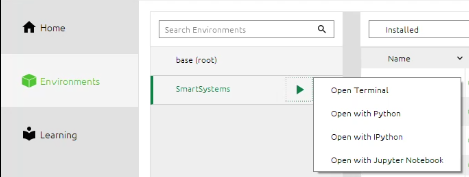 Home
Environments
Learning
Search Environments
base (root)
SmartSystems
Installed
Name
Open Terminal
Open with Python
Open with IPython
Open with Jupyter Notebook